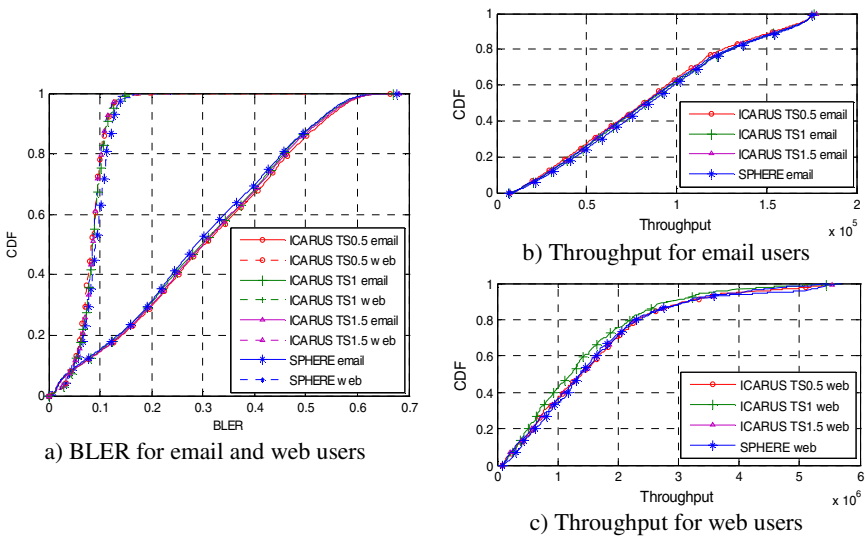 1
0.8
0.6
0.4
0.2
0
CDF
0 0.1 0.2 0.3 0.4 0.5 0.6 0.7
BLER
ICARUS TS0.5 email
ICARUS TS0.5 web
ICARUS TS1 email
ICARUS TS1 web
ICARUS TS1.5 email
ICARUS TS1.5 web
SPHERE email
SPHERE web
a) BLER for email and web users
1
0.8
0.6
0.4
0.2
0
CDF
0 0.5 1 1.5 2
Throughput
x 10^5
ICARUS TS0.5 email
ICARUS TS1 email
ICARUS TS1.5 email
SPHERE email
b) Throughput for email users
1
0.8
0.6
0.4
0.2
0
CDF
0 1 2 3 4 5 6
Throughput
x 10^6
ICARUS TS0.5 web
ICARUS TS1 web
ICARUS TS1.5 web
SPHERE web
c) Throughput for web users